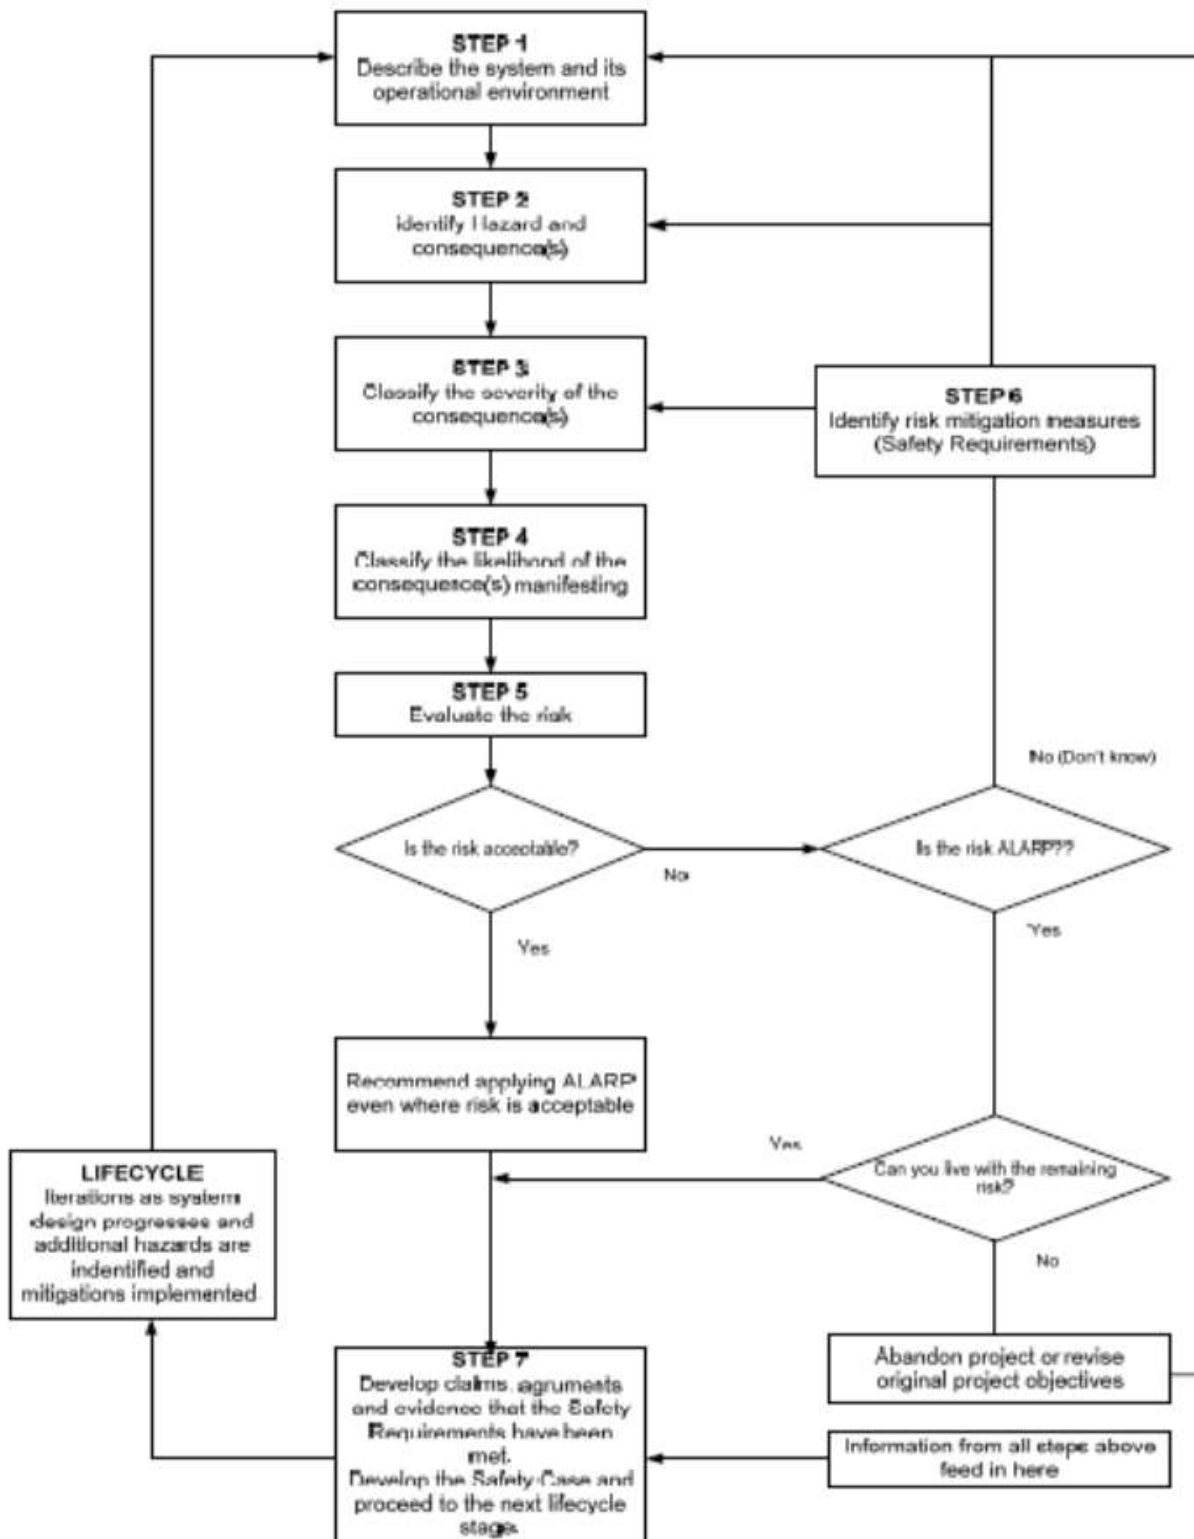 STEP 1
Describe the system and its
operational environment
STEP 2
Identify Hazard and
consequence(s)
STEP 3
Classify the severity of the
consequence(s)
STEP 6
Identify risk mitigation measures
(Safety Requirements)
STEP 4
Classify the likelihood of the
consequence(s) manifesting
STEP 5
Evaluate the risk
No (Don't know)
Is the risk acceptable?
No
Is the risk ALARP??
Yes
Yes
Recommend applying ALARP
even where risk is acceptable
Yes
Can you live with the remaining
risk?
No
LIFECYCLE
Iterations as system
design progresses and
additional hazards are
indentified and
mitigations implemented
STEP 7
Develop claims, agruments
and evidence that the Safety
Requirements have been
met.
Develop the Safety Case and
proceed to the next lifecycle
stage.
Abandon project or revise
original project objectives
Information from all steps above
feed in here